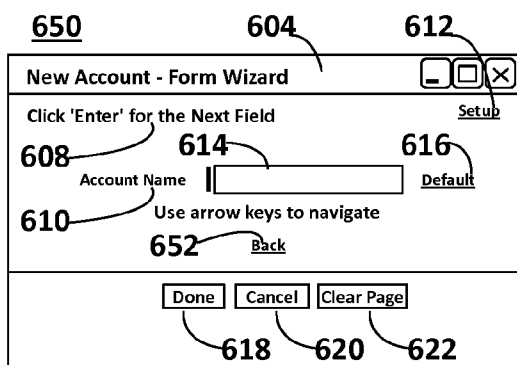 650 604 612
New Account - Form Wizard
Click 'Enter' for the Next Field Setup
608 614 616
Account Name Default
610 Use arrow keys to navigate
652 Back
Done Cancel Clear Page
618 620 622